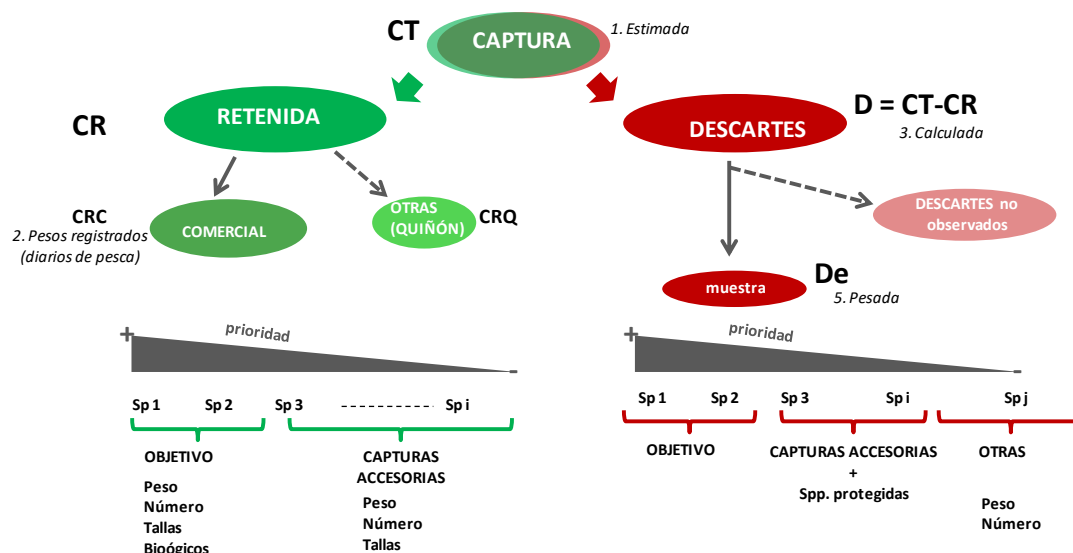 CT
CAPTURA
1. Estimada
CR
RETENIDA
DESCARTES
D = CT-CR
3. Calculada
CRC
2. Pesos registrados
(diarios de pesca)
COMERCIAL
OTRAS
(QUIÑÓN)
CRQ
DESCARTES no
observados
muestra
De
5. Pesada
+
prioridad
-
Sp 1
Sp 2
Sp 3
Sp i
OBJETIVO
Peso
Número
Tallas
Bioógicos
CAPTURAS
ACCESORIAS
Peso
Número
Tallas
+
prioridad
-
Sp 1
Sp 2
Sp 3
Sp i
Sp j
OBJETIVO
CAPTURAS ACCESORIAS
+
Spp. protegidas
OTRAS
Peso
Número